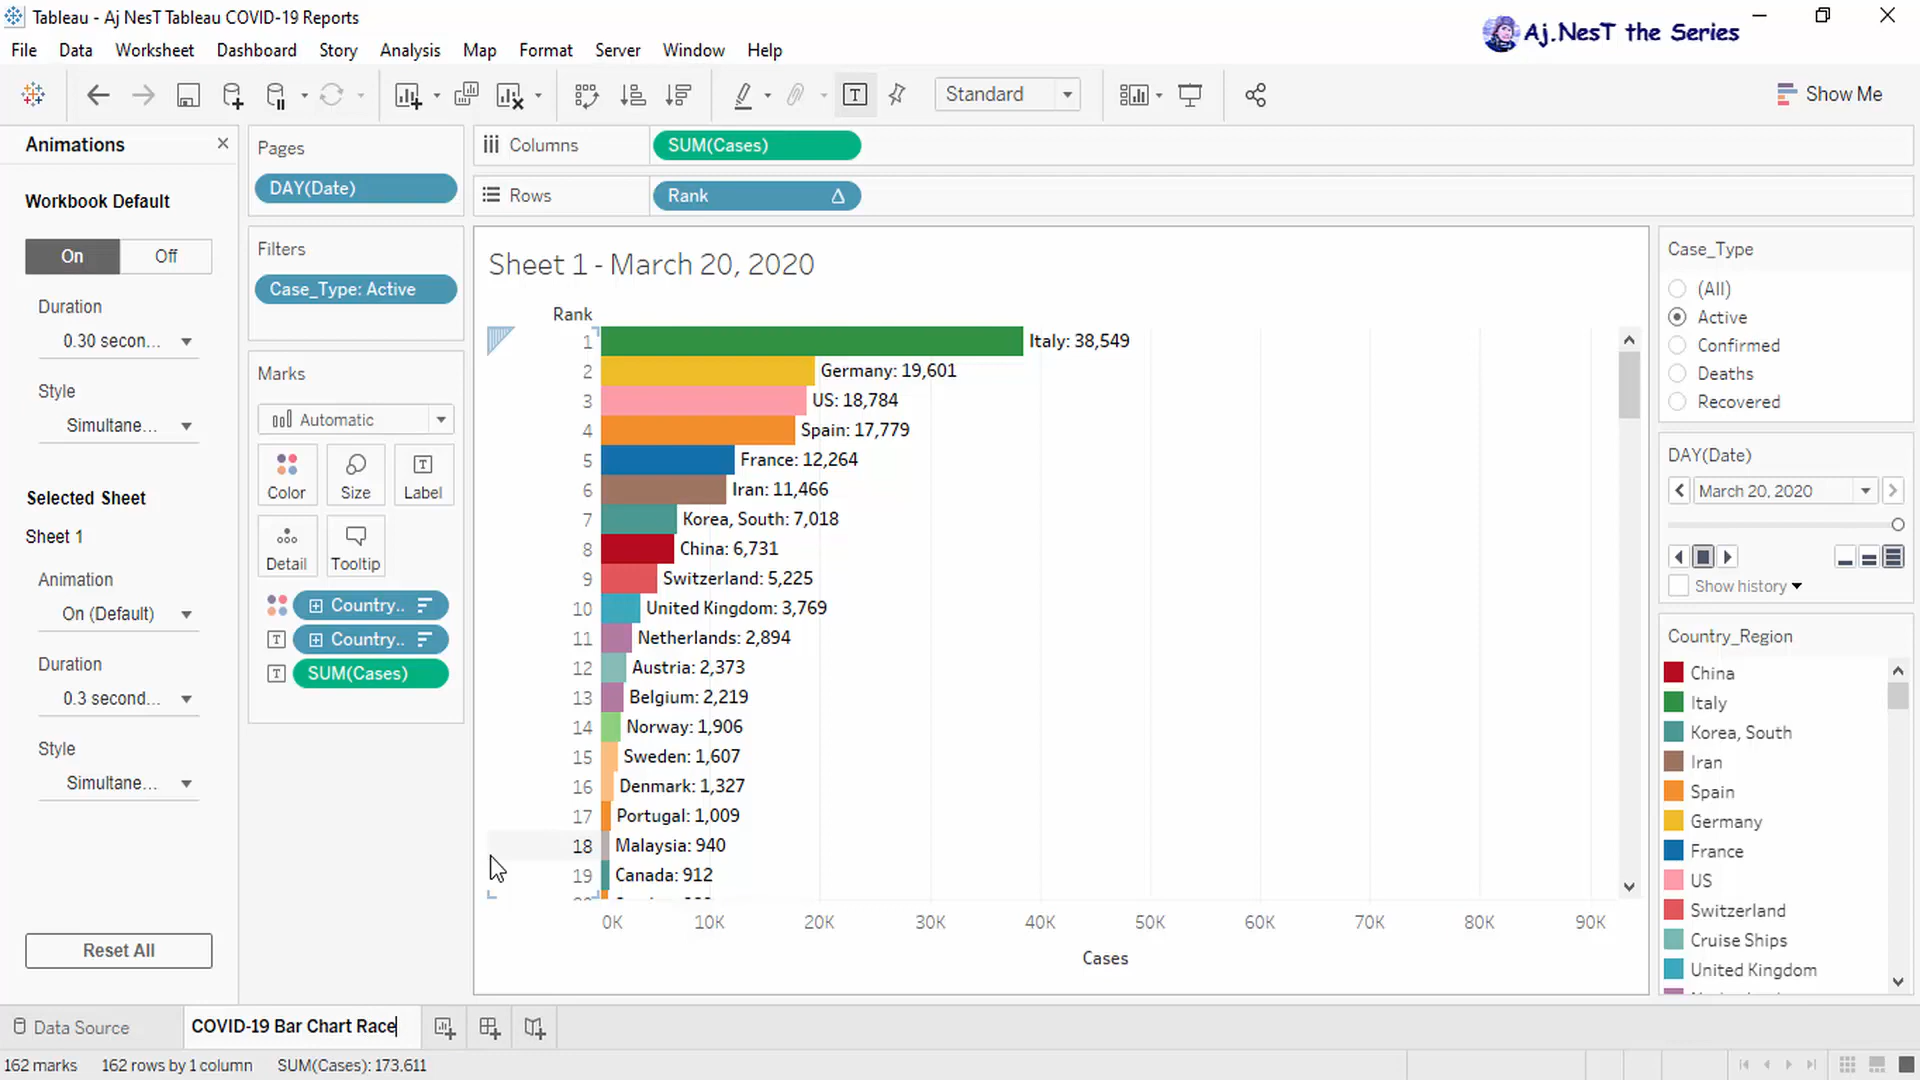 Tableau - Aj NesT Tableau COVID-19 Reports
Aj.NesT the Series
File Data Worksheet Dashboard Story Analysis Map Format Server Window Help
Standard
Show Me
Animations
Workbook Default
On Off
Duration
0.30 secon...
Style
Simultane...
Selected Sheet
Sheet 1
Animation
On (Default)
Duration
0.3 second...
Style
Simultane...
Reset All
Pages
DAY(Date)
Filters
Case_Type: Active
Marks
Automatic
Color Size Label
Detail Tooltip
Country..
Country..
SUM(Cases)
Columns SUM(Cases)
Rows Rank
Sheet 1 - March 20, 2020
Rank
1 Italy: 38,549
2 Germany: 19,601
3 US: 18,784
4 Spain: 17,779
5 France: 12,264
6 Iran: 11,466
7 Korea, South: 7,018
8 China: 6,731
9 Switzerland: 5,225
10 United Kingdom: 3,769
11 Netherlands: 2,894
12 Austria: 2,373
13 Belgium: 2,219
14 Norway: 1,906
15 Sweden: 1,607
16 Denmark: 1,327
17 Portugal: 1,009
18 Malaysia: 940
19 Canada: 912
0K 10K 20K 30K 40K 50K 60K 70K 80K 90K
Cases
Case_Type
(All)
Active
Confirmed
Deaths
Recovered
DAY(Date)
March 20, 2020
Show history
Country_Region
China
Italy
Korea, South
Iran
Spain
Germany
France
US
Switzerland
Cruise Ships
United Kingdom
Data Source COVID-19 Bar Chart Race
162 marks 162 rows by 1 column SUM(Cases): 173,611